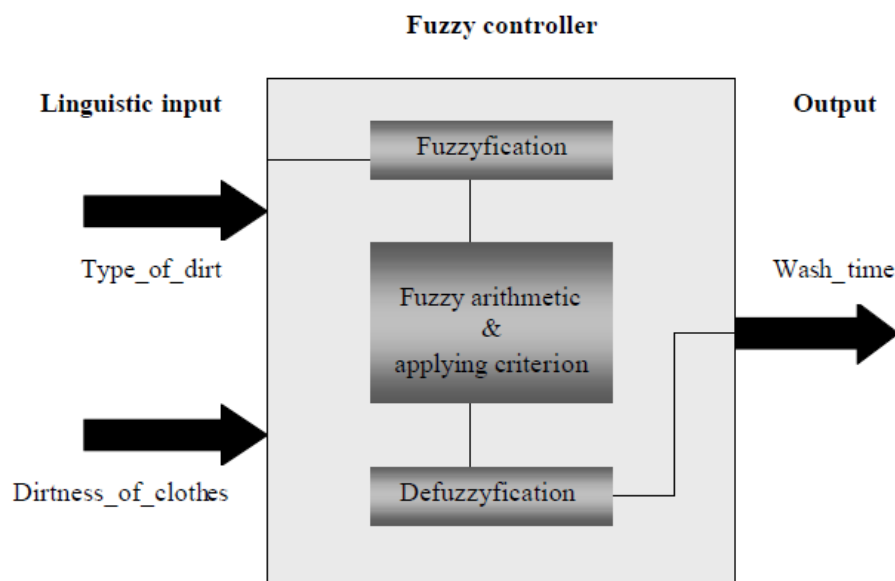 Fuzzy controller
Linguistic input
Output
Fuzzyfication
Type_of_dirt
Wash_time
Fuzzy arithmetic
&
applying criterion
Dirtness_of_clothes
Defuzzyfication